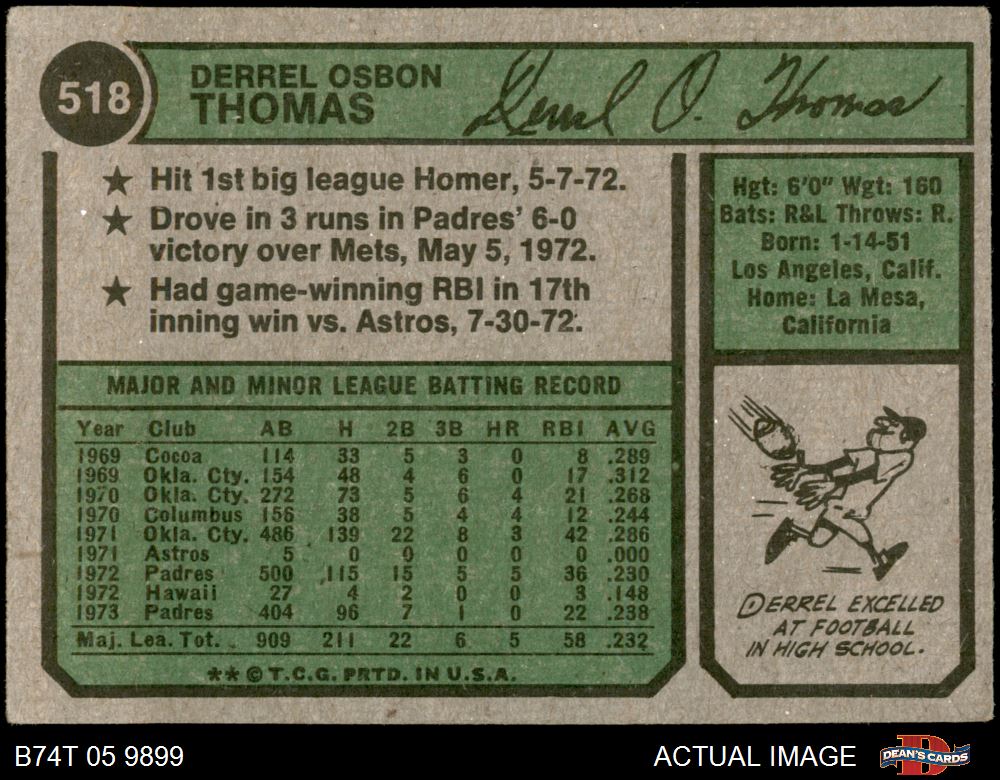 518
DERREL OSBON
THOMAS
Derrel O. Thomas
★ Hit 1st big league Homer, 5-7-72.
★ Drove in 3 runs in Padres' 6-0
victory over Mets, May 5, 1972.
★ Had game-winning RBI in 17th
inning win vs. Astros, 7-30-72.
Hgt: 6'0" Wgt: 160
Bats: R&L Throws: R.
Born: 1-14-51
Los Angeles, Calif.
Home: La Mesa,
California
MAJOR AND MINOR LEAGUE BATTING RECORD
Year Club AB H 2B 3B HR RBI AVG
1969 Cocoa 114 33 5 3 0 8 .289
1969 Okla. Cty. 154 48 4 6 0 17 .312
1970 Okla. Cty. 272 73 5 6 4 21 .268
1970 Columbus 156 38 5 4 4 12 .244
1971 Okla. Cty. 486 139 22 8 3 42 .286
1971 Astros 5 0 0 0 0 0 .000
1972 Padres 500 115 15 5 5 36 .230
1972 Hawaii 27 4 2 0 0 3 .148
1973 Padres 404 96 7 1 0 22 .238
Maj. Lea. Tot. 909 211 22 6 5 58 .232
** © T.C.G. PRTD. IN U.S.A.
DERREL EXCELLED
AT FOOTBALL
IN HIGH SCHOOL.
B74T 05 9899
ACTUAL IMAGE
D
DEAN'S CARDS